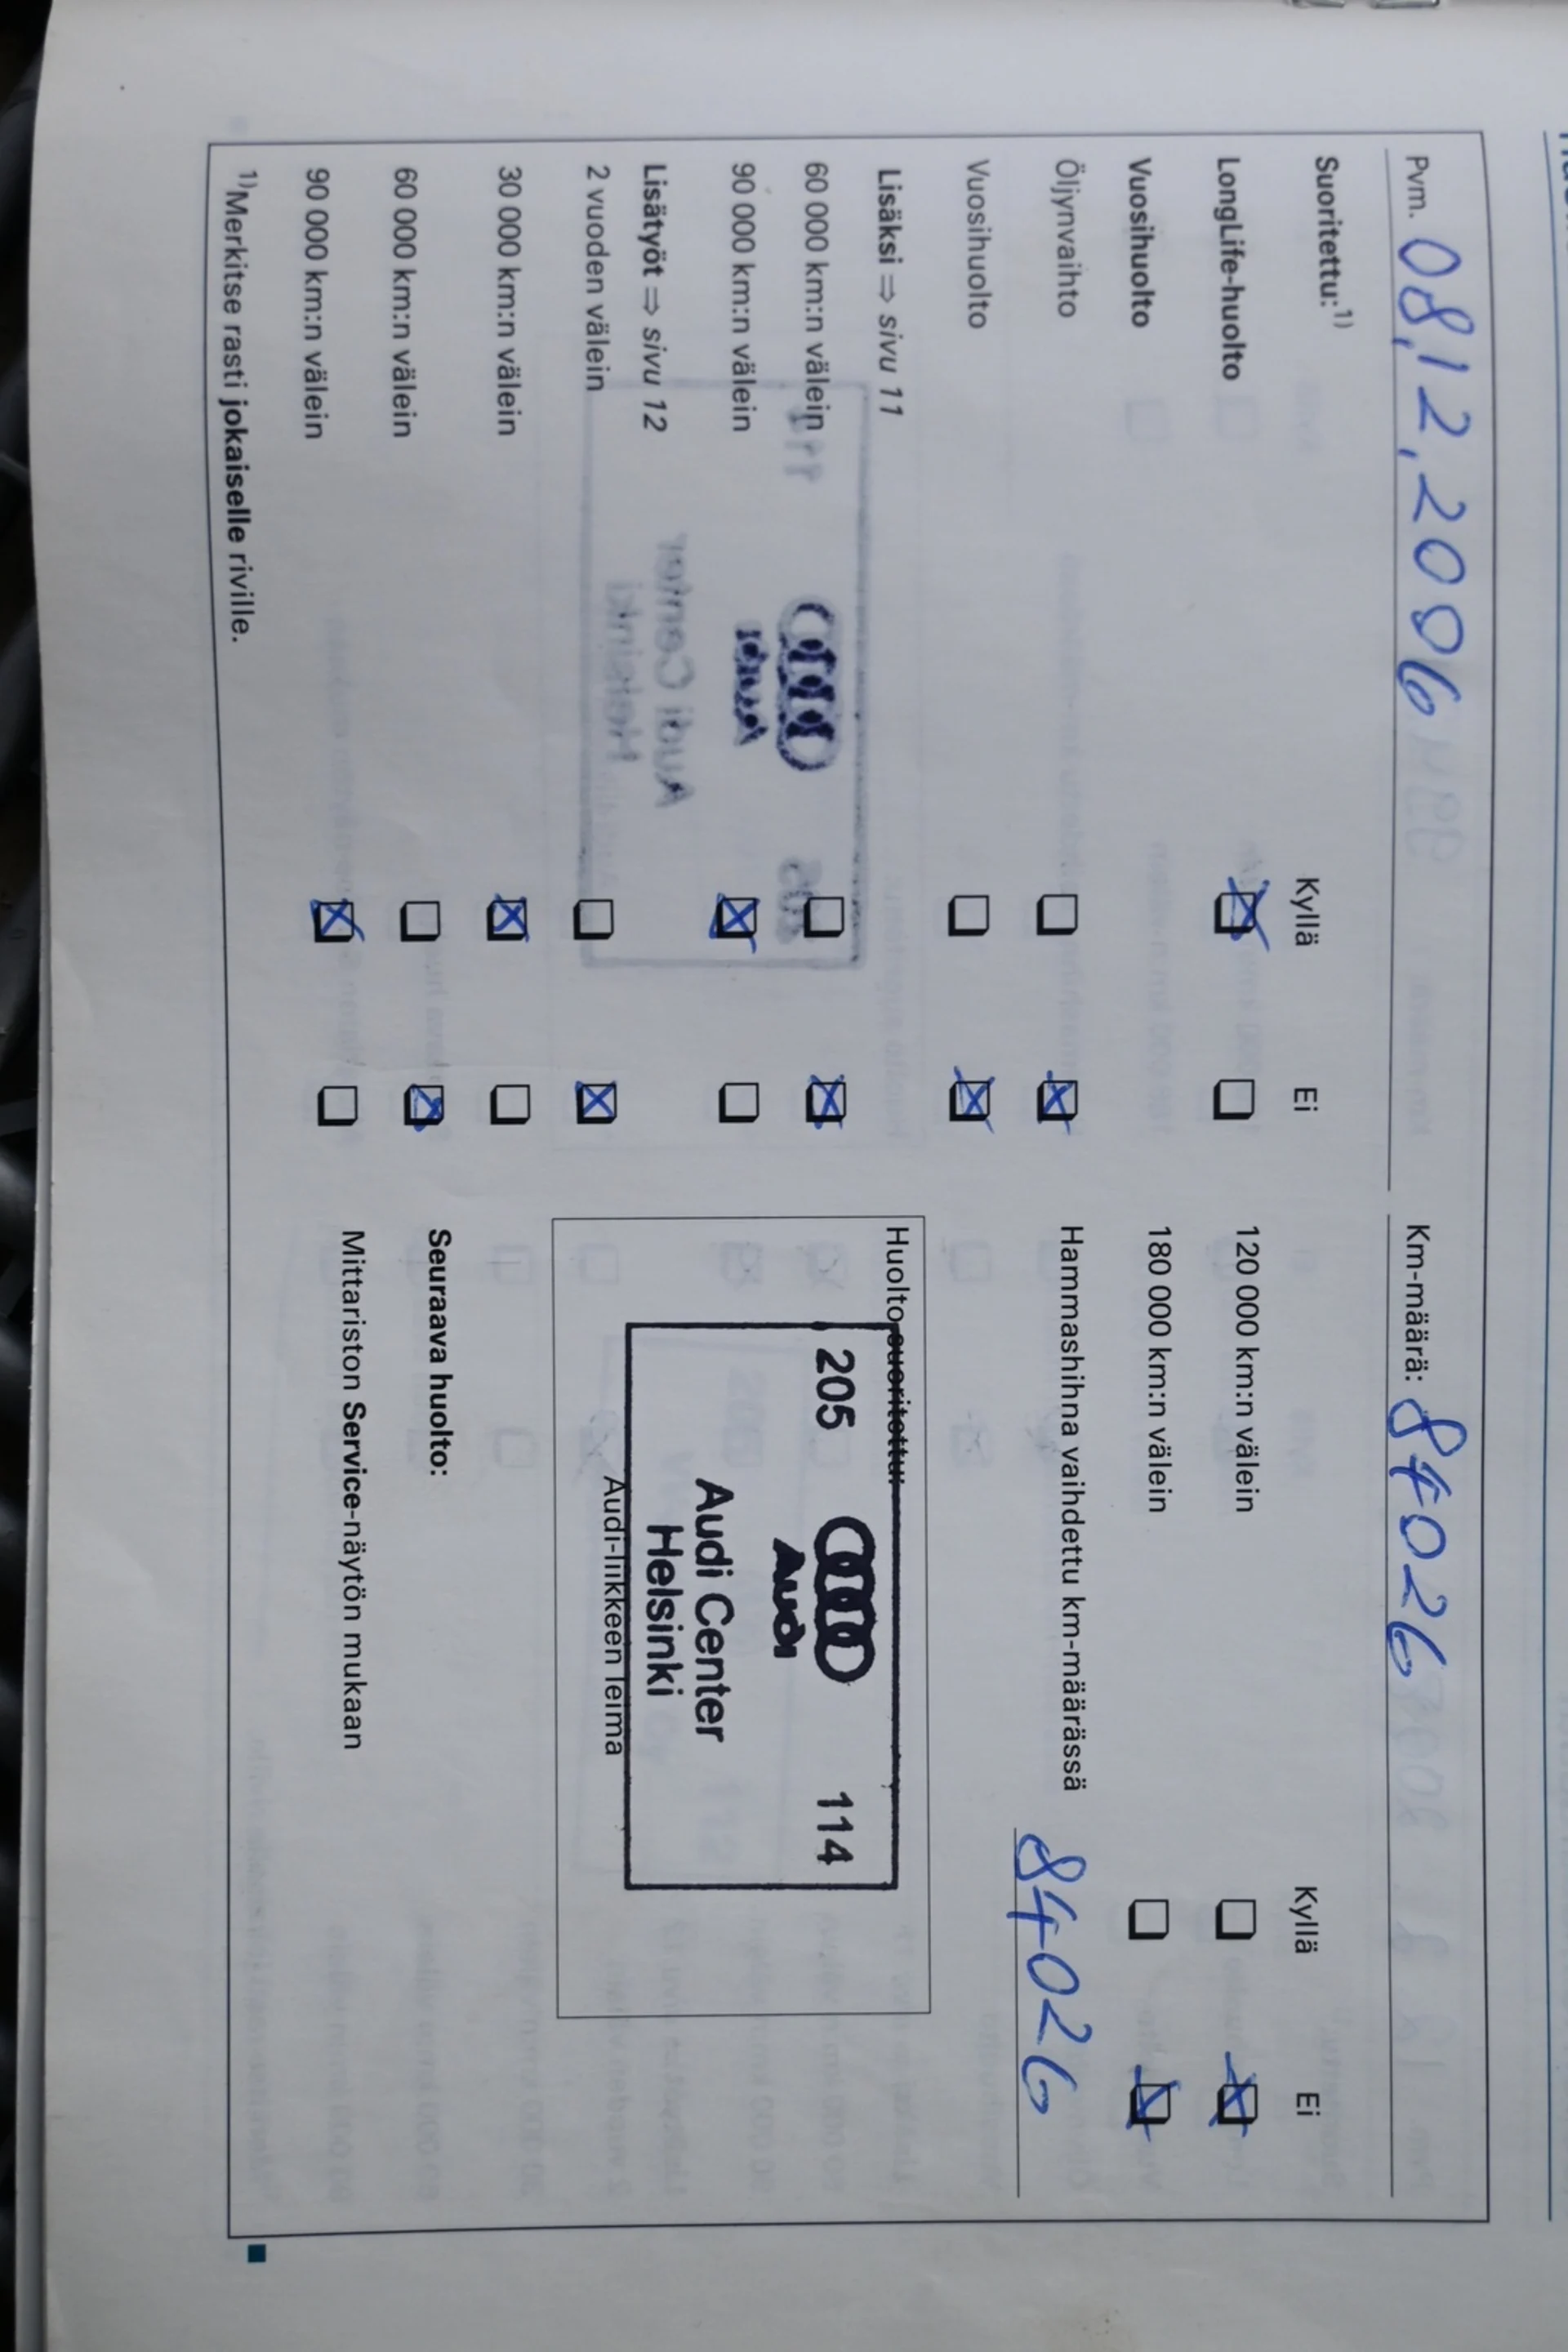 Pvm. 08.12.2006 Km-määrä: 84026
Suoritettu:1) Kyllä Ei Kyllä Ei
LongLife-huolto ☒ ☐ 120 000 km:n välein ☐ ☒
Vuosihuolto 180 000 km:n välein ☐ ☒
Öljynvaihto ☐ ☒ Hammashihna vaihdettu km-määrässä 84026
Vuosihuolto ☐ ☒
Lisäksi ⇒ sivu 11 Huolto suoritettu:
60 000 km:n välein ☐ ☒ 205 114
90 000 km:n välein ☒ ☐ Audi
Lisätyöt ⇒ sivu 12 Audi Center
Helsinki
2 vuoden välein ☐ ☒ Audi-liikkeen leima
30 000 km:n välein ☒ ☐
60 000 km:n välein ☐ ☒ Seuraava huolto:
90 000 km:n välein ☒ ☐ Mittariston Service-näytön mukaan
1)Merkitse rasti jokaiselle riville.